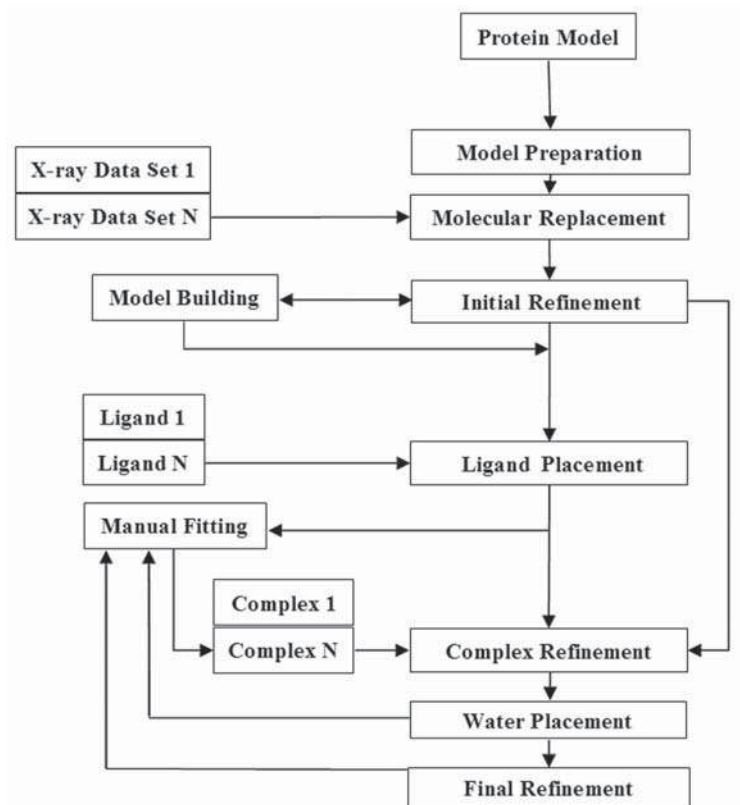 Protein Model
Model Preparation
X-ray Data Set 1
X-ray Data Set N
Molecular Replacement
Model Building
Initial Refinement
Ligand 1
Ligand N
Ligand Placement
Manual Fitting
Complex 1
Complex N
Complex Refinement
Water Placement
Final Refinement